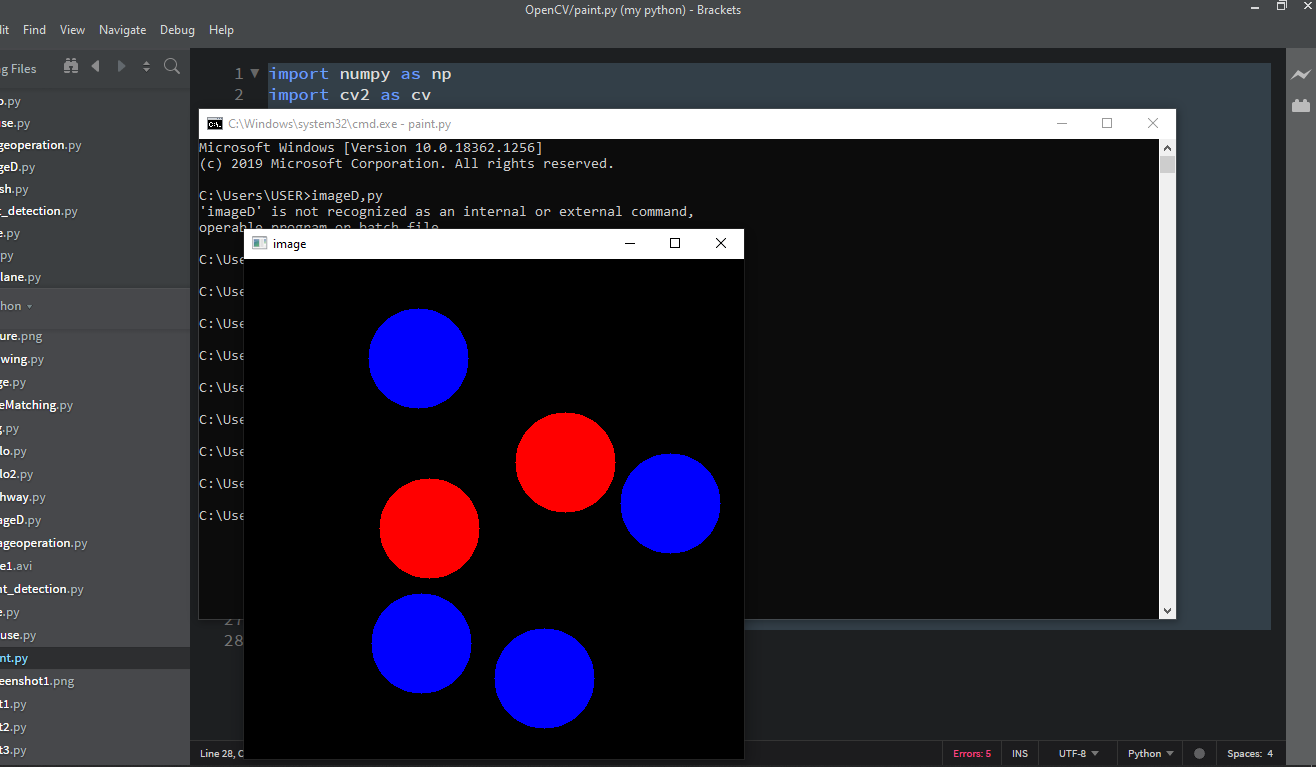 OpenCV/paint.py (my python) - Brackets
it Find View Navigate Debug Help
g Files
o.py
se.py
geoperation.py
geD.py
sh.py
t_detection.py
e.py
.py
lane.py
hon
ure.png
wing.py
ge.py
eMatching.py
g.py
lo.py
lo2.py
hway.py
ageD.py
ageoperation.py
e1.avi
nt_detection.py
e.py
use.py
nt.py
eenshot1.png
t1.py
t2.py
t3.py
1 import numpy as np
2 import cv2 as cv
C:\Windows\system32\cmd.exe - paint.py
Microsoft Windows [Version 10.0.18362.1256]
(c) 2019 Microsoft Corporation. All rights reserved.
C:\Users\USER>imageD,py
'imageD' is not recognized as an internal or external command,
operable program or batch file.
image
C:\Use
C:\Use
C:\Use
C:\Use
C:\Use
C:\Use
C:\Use
C:\Use
C:\Use
27
28
Line 28, C
Errors: 5 INS UTF-8 Python Spaces: 4